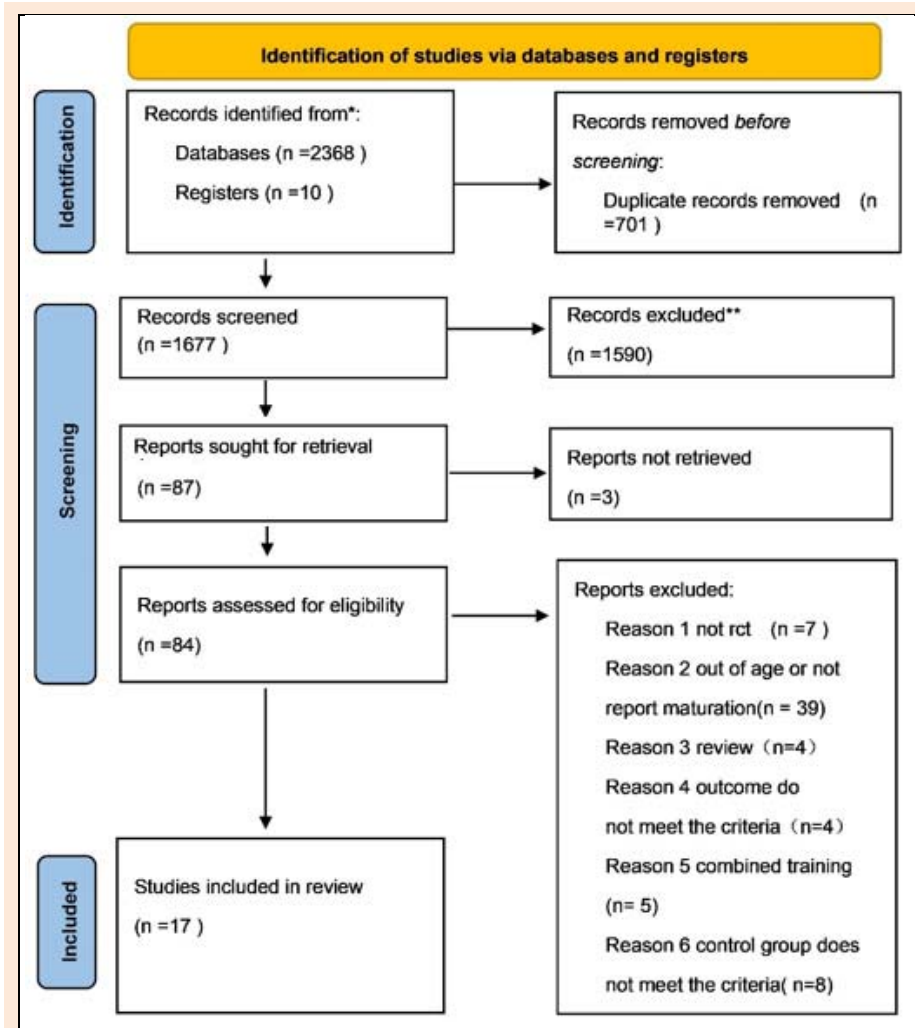 Identification of studies via databases and registers
Identification
Records identified from*:
Databases (n =2368 )
Registers (n =10 )
Records removed before
screening:
Duplicate records removed (n
=701 )
Screening
Records screened
(n =1677 )
Records excluded**
(n =1590)
Reports sought for retrieval
(n =87)
Reports not retrieved
(n =3)
Reports assessed for eligibility
(n =84)
Reports excluded:
Reason 1 not rct (n =7 )
Reason 2 out of age or not
report maturation(n = 39)
Reason 3 review（n=4）
Reason 4 outcome do
not meet the criteria（n=4）
Reason 5 combined training
(n= 5)
Reason 6 control group does
not meet the criteria( n=8)
Included
Studies included in review
(n =17 )